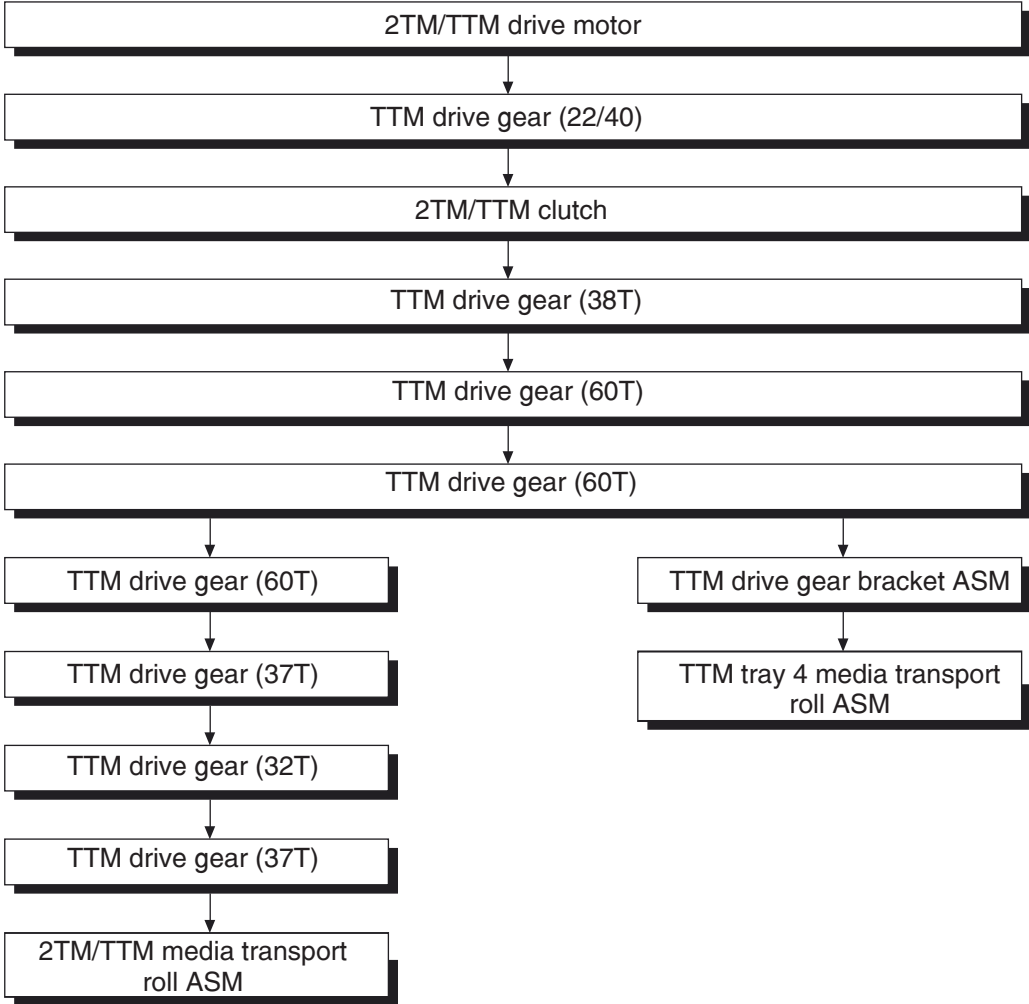 2TM/TTM drive motor
TTM drive gear (22/40)
2TM/TTM clutch
TTM drive gear (38T)
TTM drive gear (60T)
TTM drive gear (60T)
TTM drive gear (60T)
TTM drive gear (37T)
TTM drive gear (32T)
TTM drive gear (37T)
2TM/TTM media transport
roll ASM
TTM drive gear bracket ASM
TTM tray 4 media transport
roll ASM